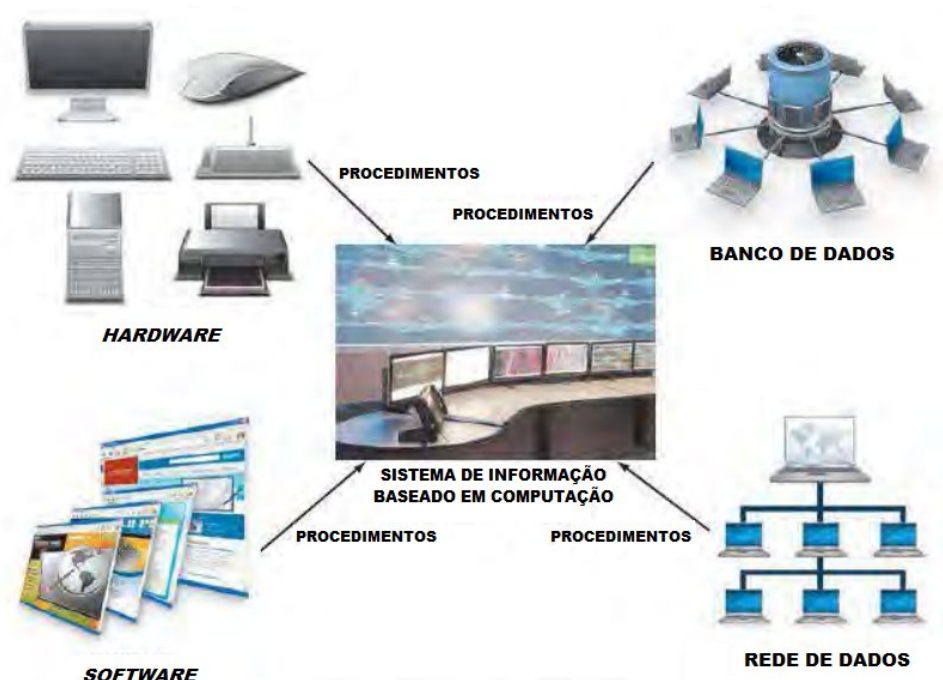 PROCEDIMENTOS
PROCEDIMENTOS
BANCO DE DADOS
HARDWARE
SISTEMA DE INFORMAÇÃO
BASEADO EM COMPUTAÇÃO
PROCEDIMENTOS
PROCEDIMENTOS
REDE DE DADOS
SOFTWARE